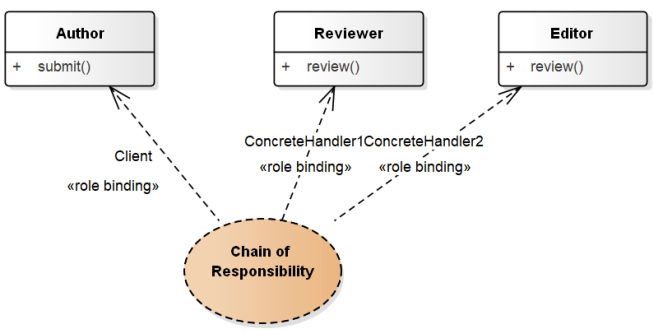 Author
+ submit()
Reviewer
+ review()
Editor
+ review()
Client
«role binding»
ConcreteHandler1
«role binding»
ConcreteHandler2
«role binding»
Chain of
Responsibility